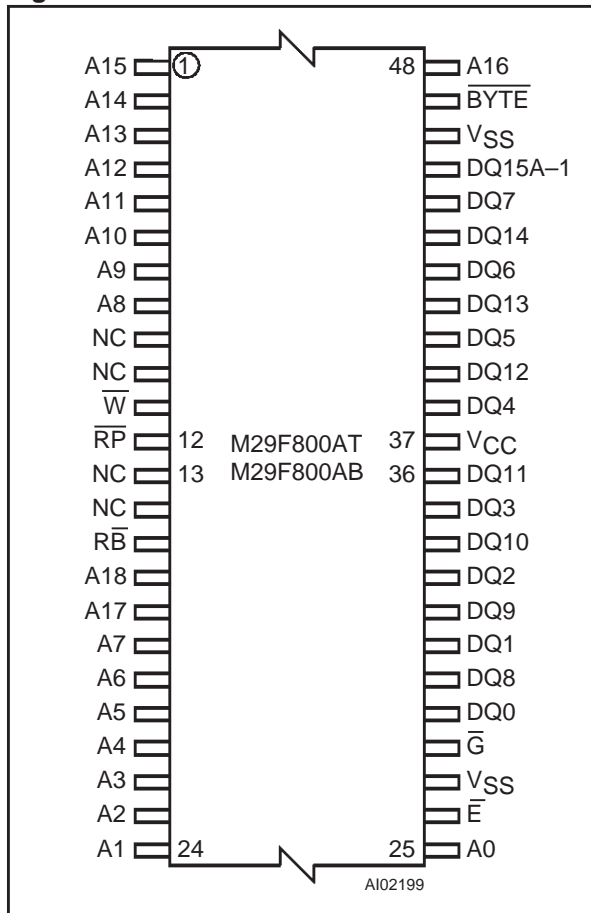 A15 1 48 A16
A14 B̅Y̅T̅E̅
A13 VSS
A12 DQ15A–1
A11 DQ7
A10 DQ14
A9 DQ6
A8 DQ13
NC DQ5
NC DQ12
W̅ DQ4
R̅P̅ 12 M29F800AT 37 VCC
NC 13 M29F800AB 36 DQ11
NC DQ3
RB̅ DQ10
A18 DQ2
A17 DQ9
A7 DQ1
A6 DQ8
A5 DQ0
A4 G̅
A3 VSS
A2 E̅
A1 24 25 A0
AI02199